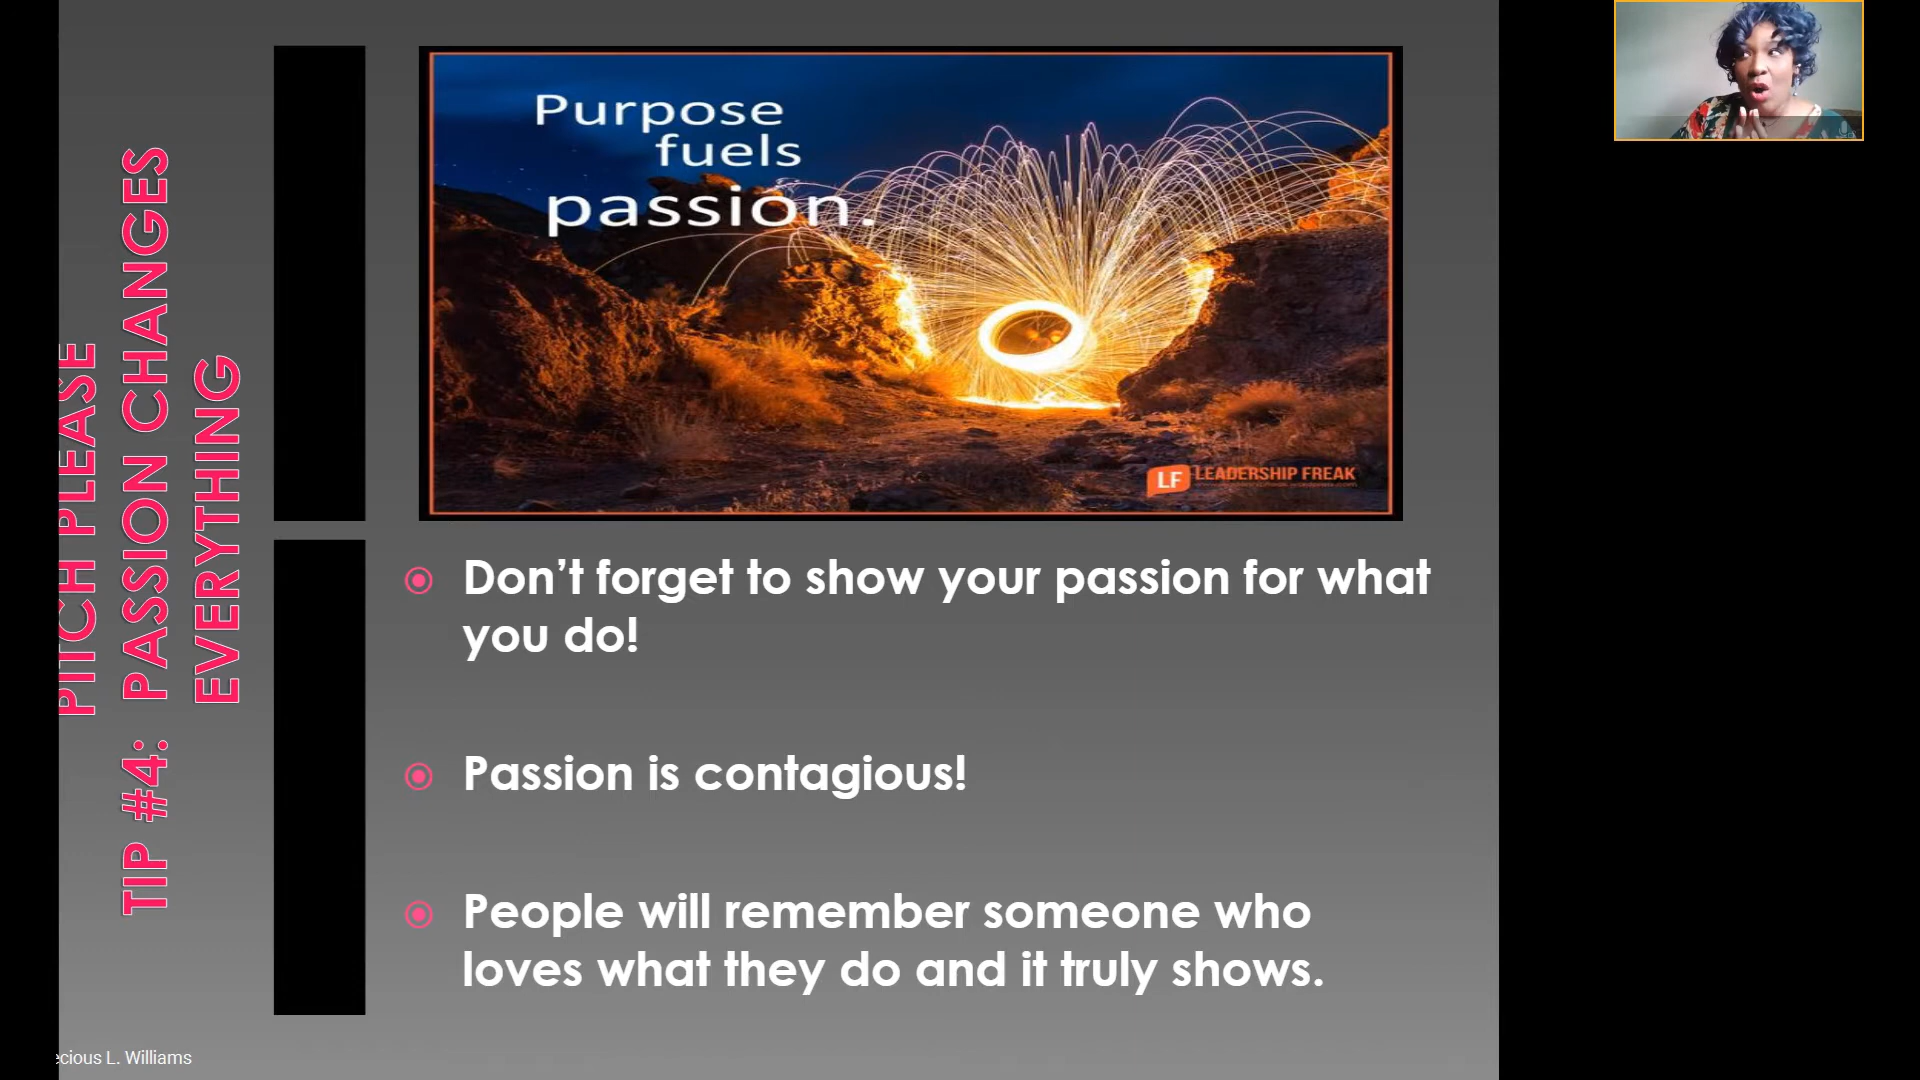 PITCH PLEASE
TIP #4: PASSION CHANGES
EVERYTHING
Purpose
fuels
passion.
LF LEADERSHIP FREAK
Don’t forget to show your passion for what
you do!
Passion is contagious!
People will remember someone who
loves what they do and it truly shows.
ecious L. Williams